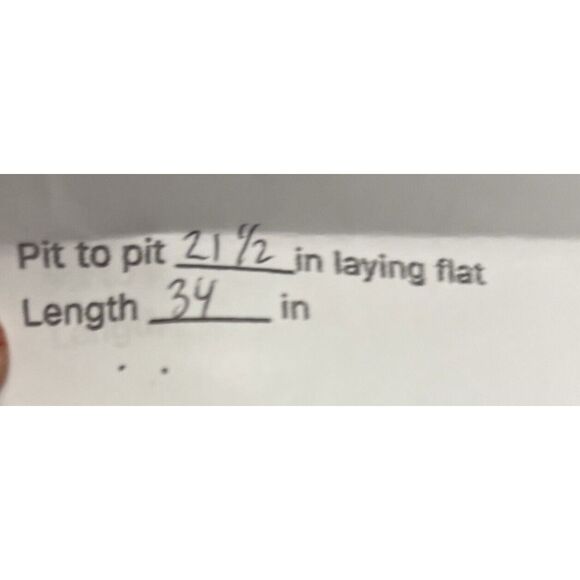 Pit to pit 21 1/2 in laying flat
Length 34 in